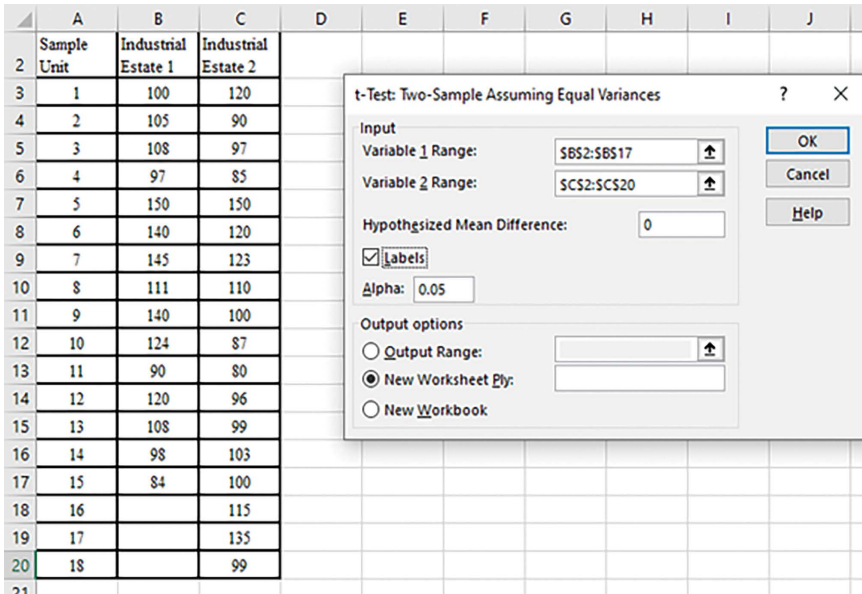 A B C D E F G H I J
2 Sample Unit Industrial Estate 1 Industrial Estate 2
3 1 100 120
4 2 105 90
5 3 108 97
6 4 97 85
7 5 150 150
8 6 140 120
9 7 145 123
10 8 111 110
11 9 140 100
12 10 124 87
13 11 90 80
14 12 120 96
15 13 108 99
16 14 98 103
17 15 84 100
18 16 115
19 17 135
20 18 99
21
t-Test: Two-Sample Assuming Equal Variances ?
Input
Variable 1 Range: $B$2:$B$17
Variable 2 Range: $C$2:$C$20
Hypothesized Mean Difference: 0
Labels
Alpha: 0.05
Output options
Output Range:
New Worksheet Ply:
New Workbook
OK
Cancel
Help